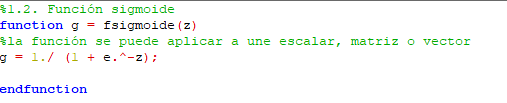 %1.2. Función sigmoide
function g = fsigmoide(z)
%la función se puede aplicar a une escalar, matriz o vector
g = 1./ (1 + e.^-z);
endfunction